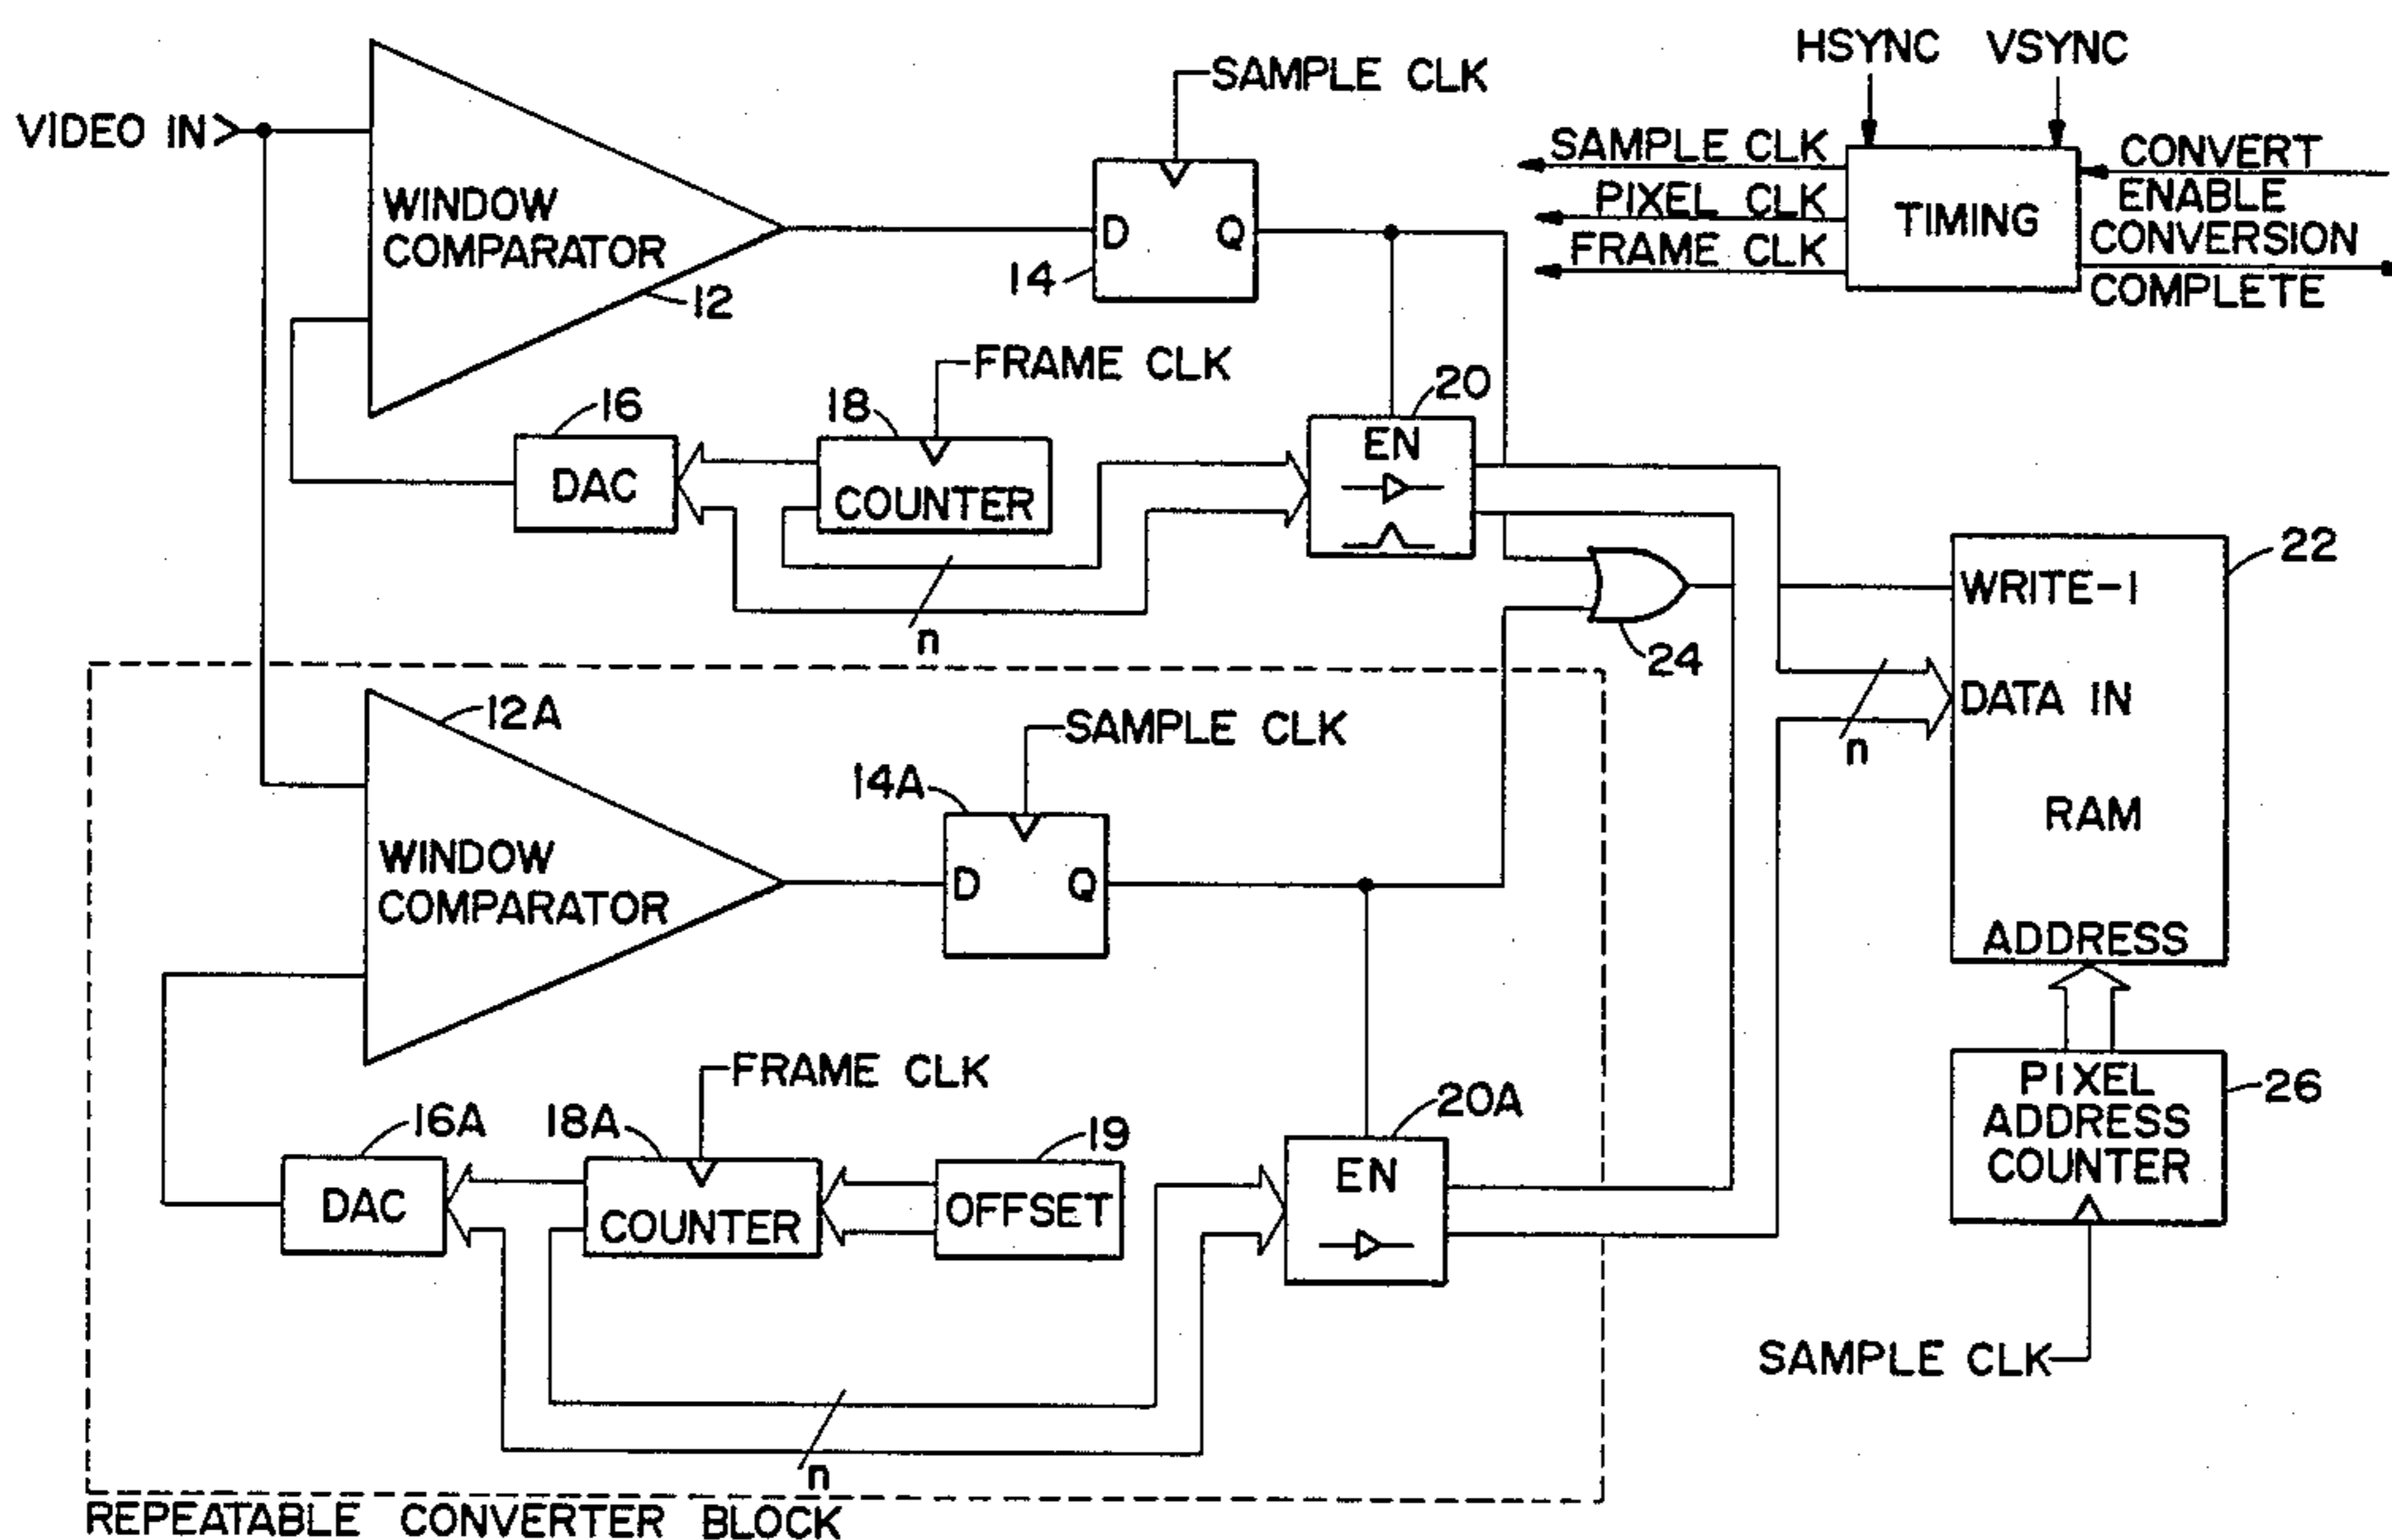 HSYNC VSYNC
SAMPLE CLK
VIDEO IN
SAMPLE CLK
CONVERT
PIXEL CLK
ENABLE
WINDOW
COMPARATOR
D Q
TIMING
FRAME CLK
CONVERSION
14
12
COMPLETE
FRAME CLK
16
18
20
DAC
COUNTER
EN
22
WRITE-1
n
24
12A
DATA IN
SAMPLE CLK
n
14A
RAM
WINDOW
COMPARATOR
D Q
ADDRESS
FRAME CLK
PIXEL
ADDRESS
COUNTER
26
16A
18A
19
20A
DAC
COUNTER
OFFSET
EN
SAMPLE CLK
n
REPEATABLE CONVERTER BLOCK